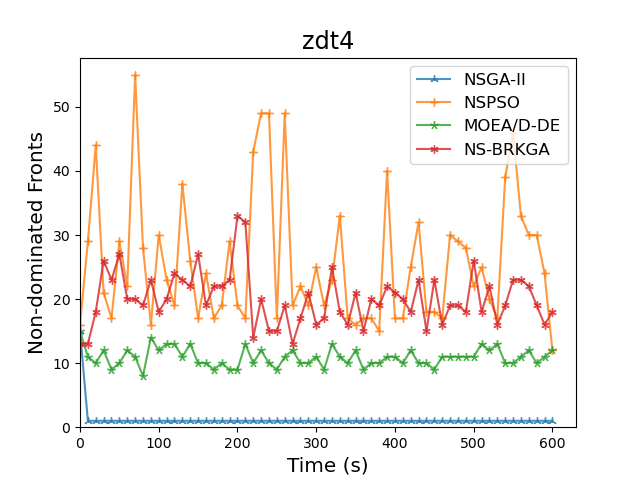 zdt4
NSGA-II
NSPSO
MOEA/D-DE
NS-BRKGA
Non-dominated Fronts
50
40
30
20
10
0
0 100 200 300 400 500 600
Time (s)